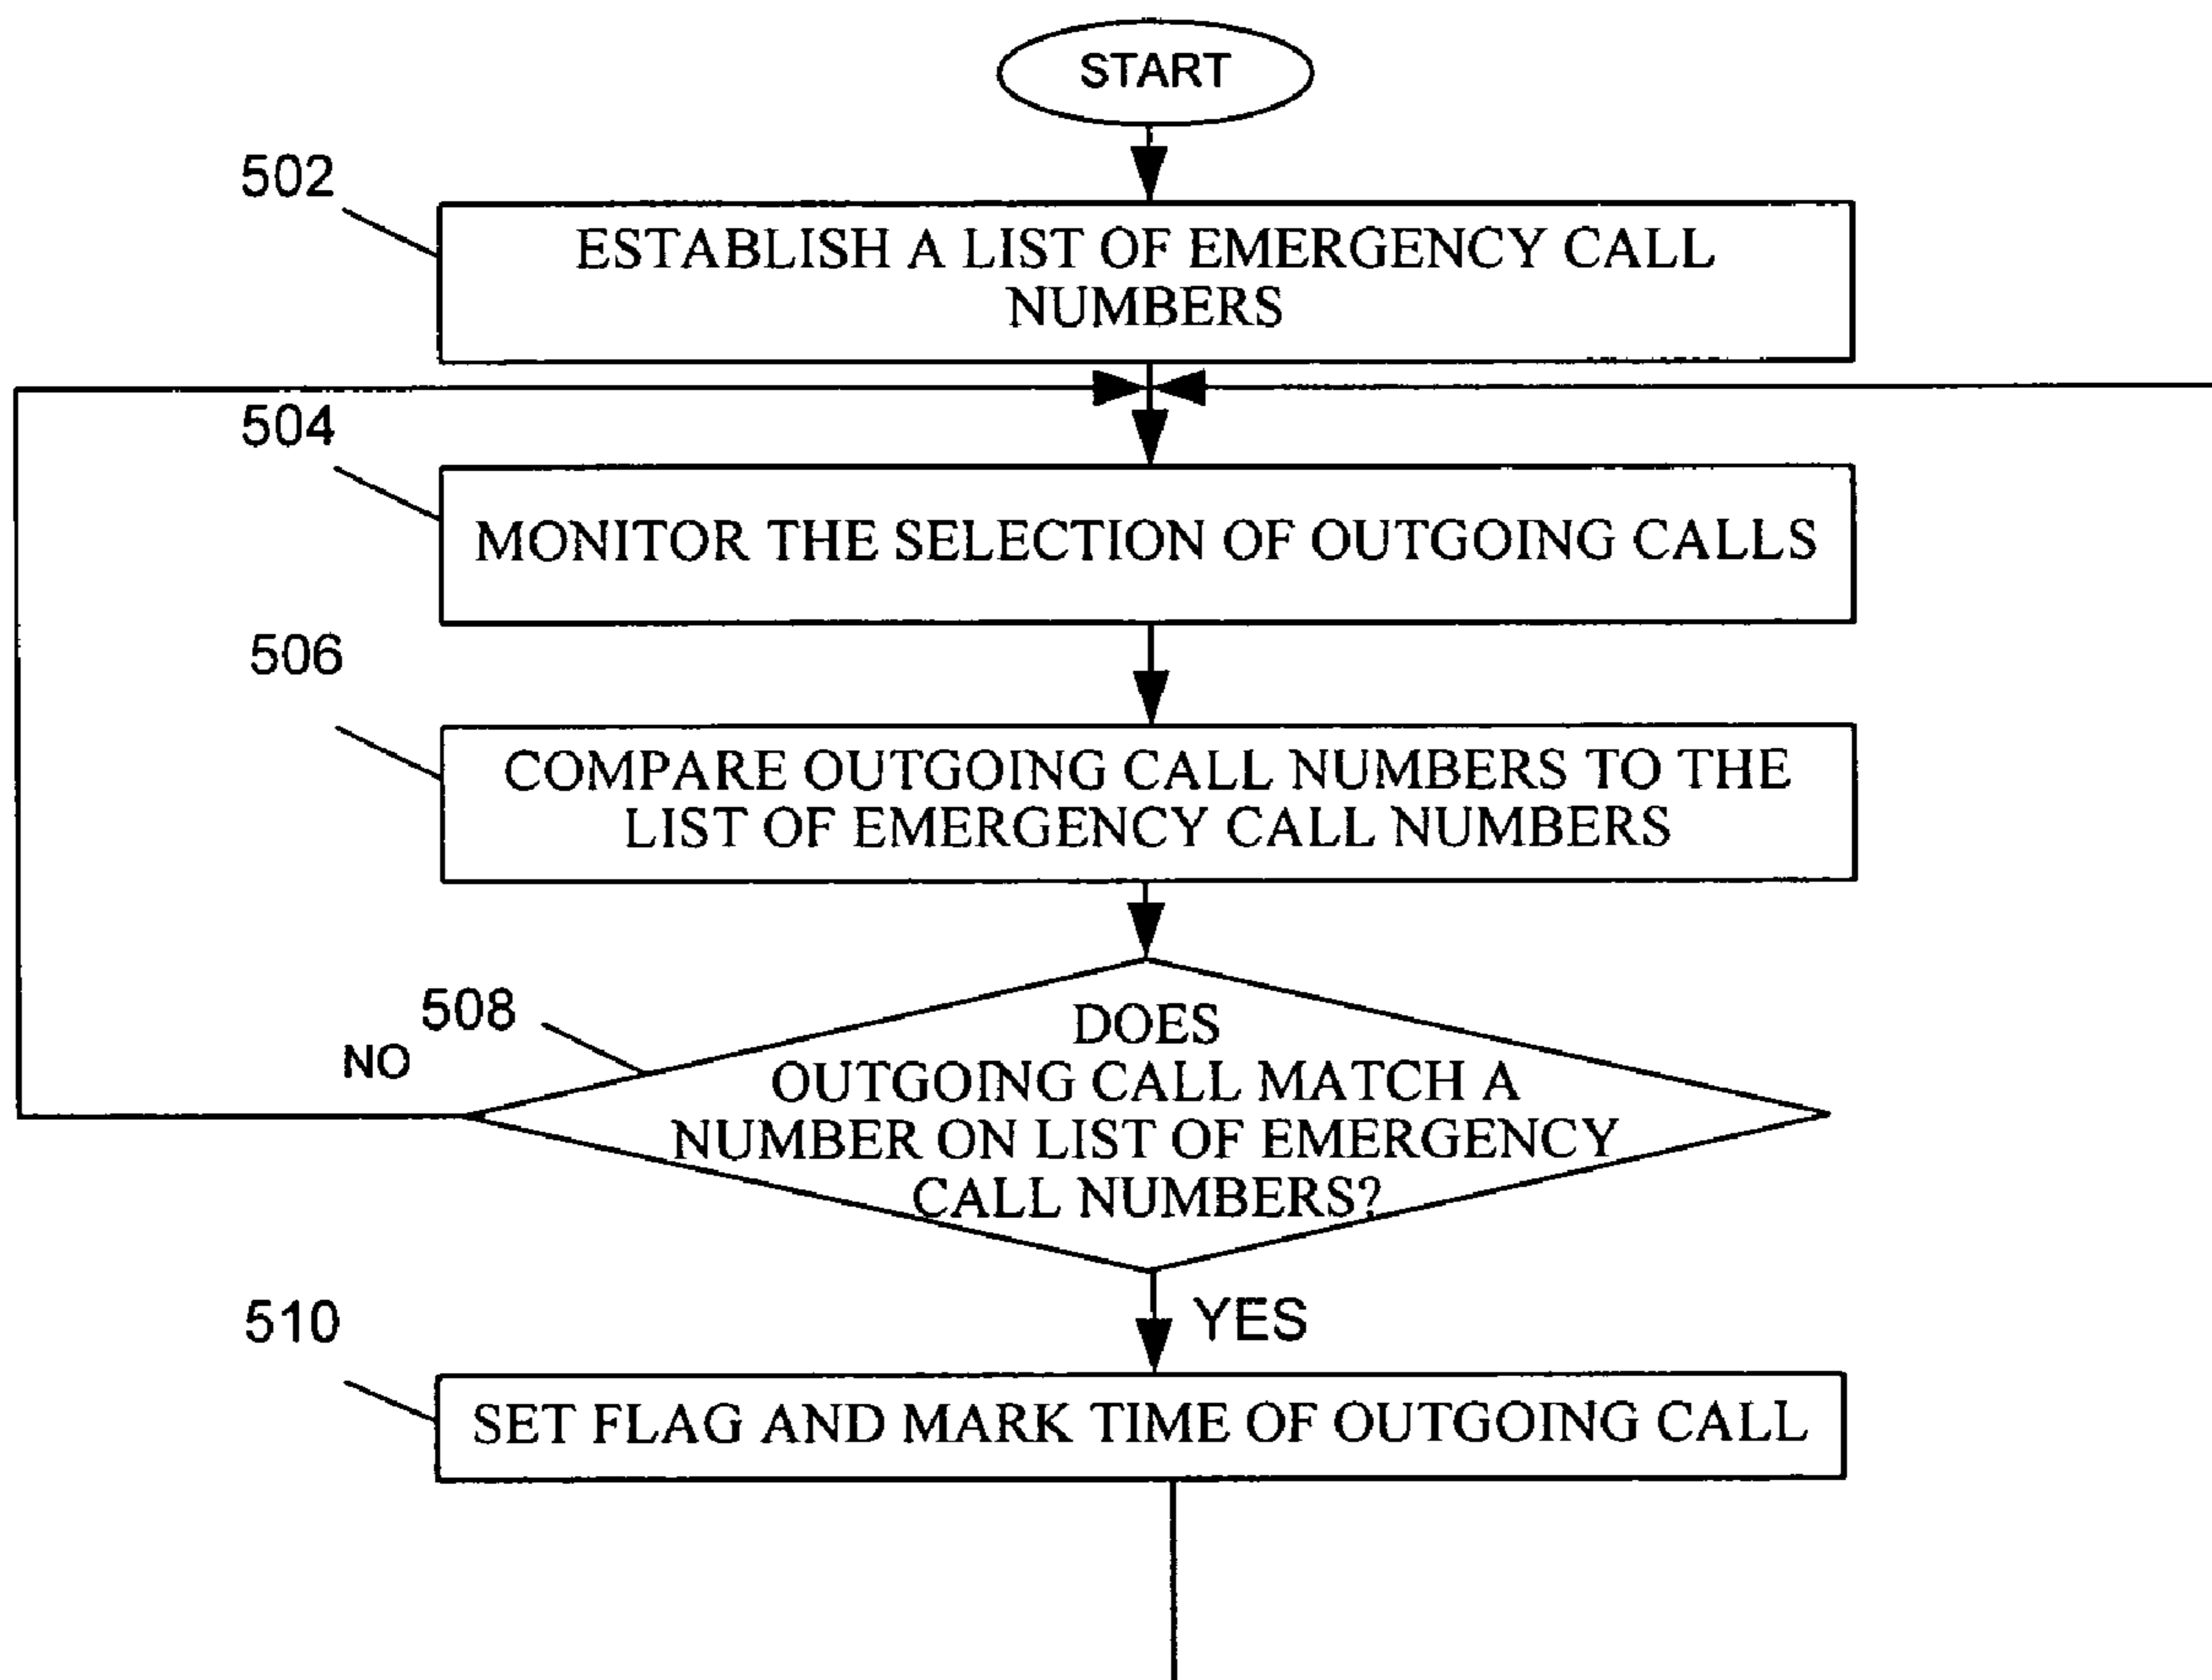 START
502
ESTABLISH A LIST OF EMERGENCY CALL
NUMBERS
504
MONITOR THE SELECTION OF OUTGOING CALLS
506
COMPARE OUTGOING CALL NUMBERS TO THE
LIST OF EMERGENCY CALL NUMBERS
508
NO
DOES
OUTGOING CALL MATCH A
NUMBER ON LIST OF EMERGENCY
CALL NUMBERS?
YES
510
SET FLAG AND MARK TIME OF OUTGOING CALL